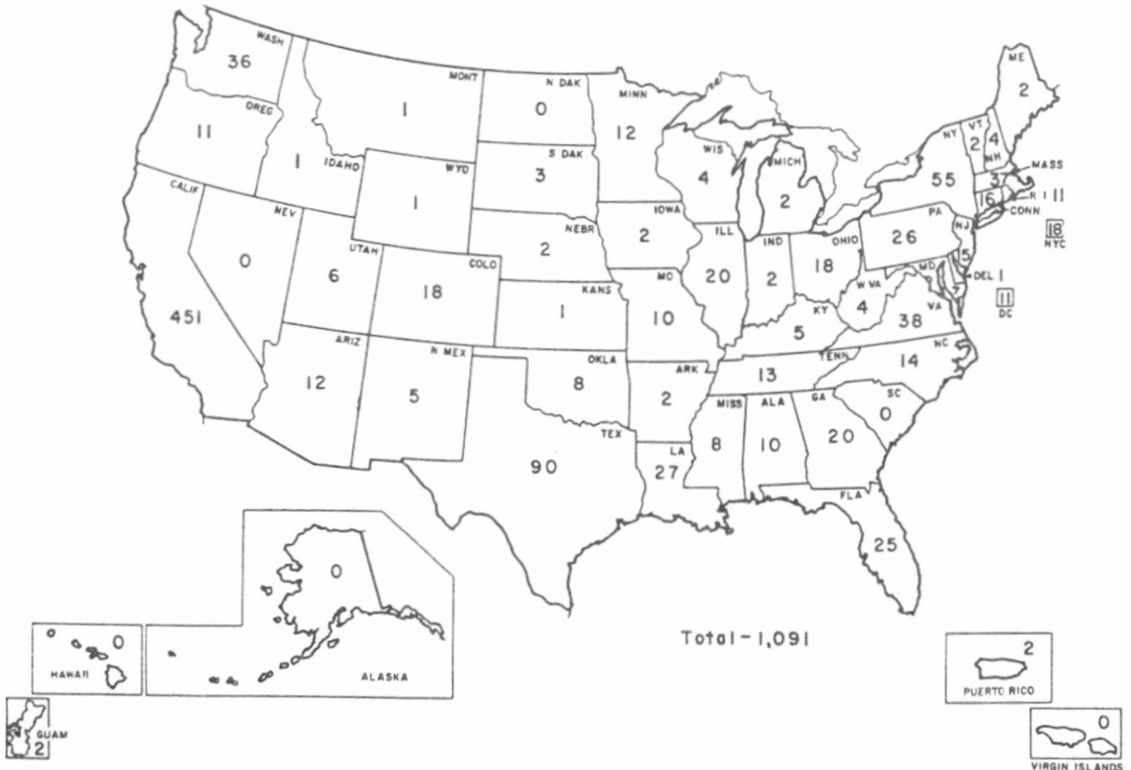 WASH
36
MONT
1
N DAK
0
MINN
12
ME
2
OREG
11
IDAHO
1
S DAK
3
WIS
4
MICH
2
NY
55
VT
2
4
NH
MASS
37
R I 11
16
CONN
18
NYC
WYO
1
CALIF
451
NEV
0
UTAH
6
COLO
18
NEBR
2
IOWA
2
ILL
20
IND
2
OHIO
18
PA
26
NJ
5
MD
7
DEL 1
11
DC
W VA
4
VA
38
KANS
1
MO
10
KY
5
ARIZ
12
N MEX
5
OKLA
8
ARK
2
TENN
13
NC
14
SC
0
MISS
8
ALA
10
GA
20
TEX
90
LA
27
FLA
25
0
ALASKA
0
HAWAII
GUAM
2
Total-1,091
2
PUERTO RICO
0
VIRGIN ISLANDS